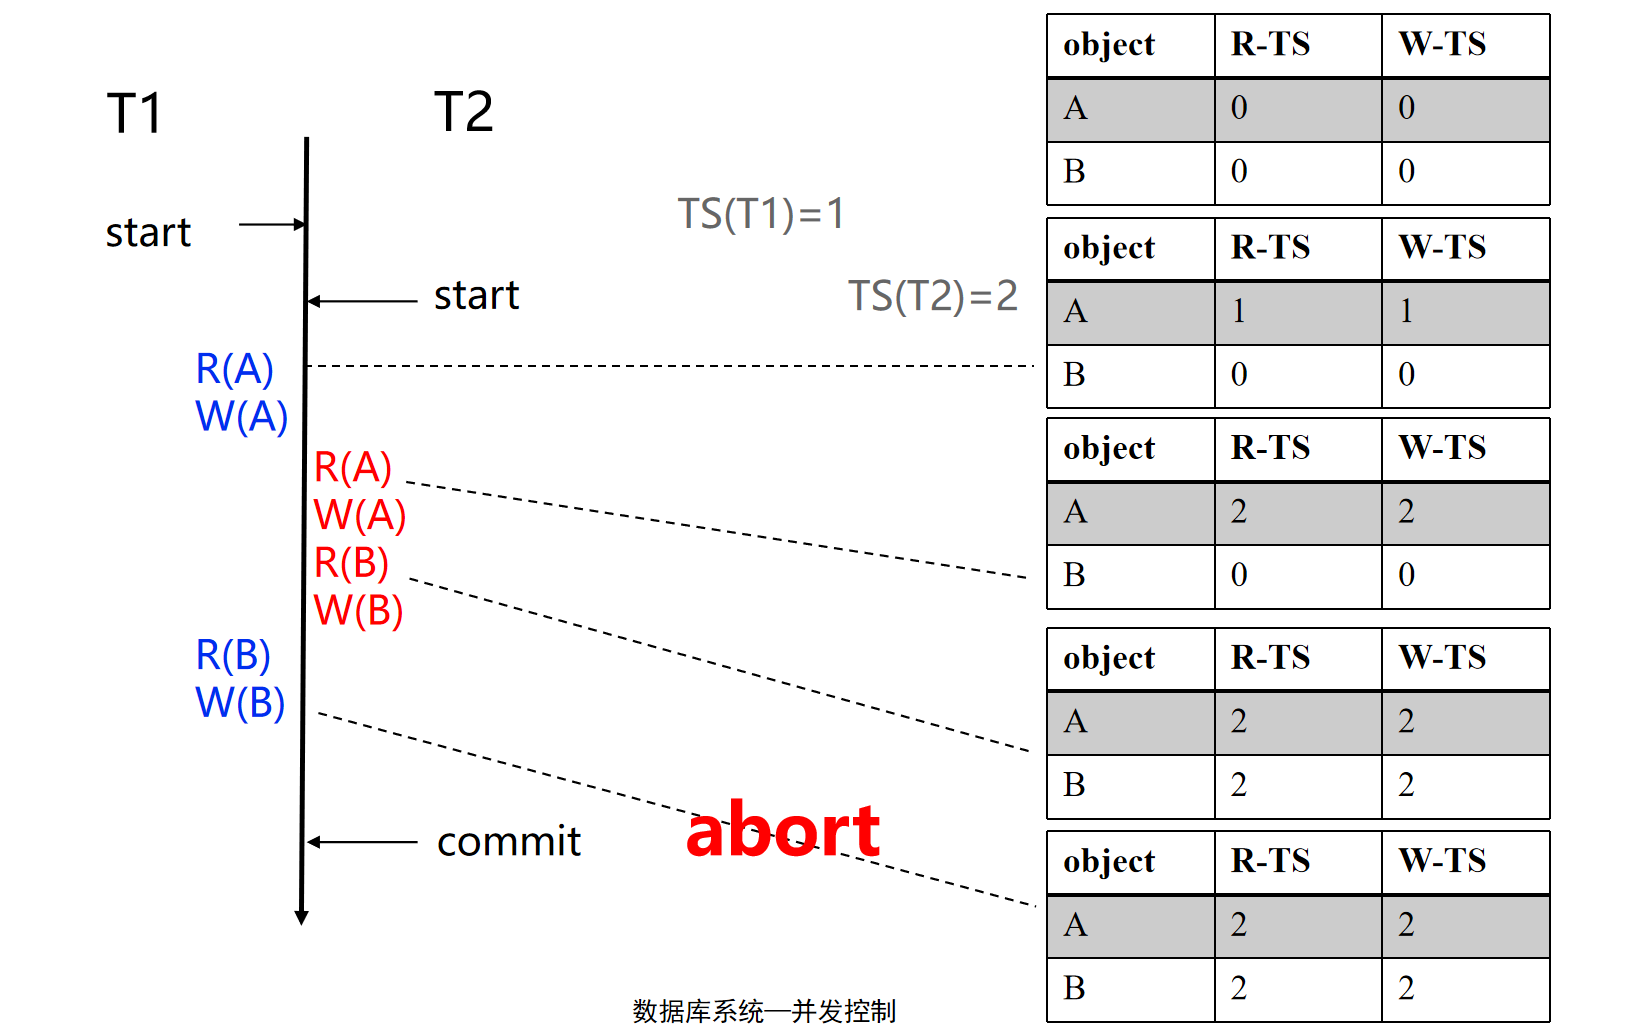 T1
T2
start
TS(T1)=1
start
TS(T2)=2
R(A)
W(A)
R(A)
W(A)
R(B)
W(B)
R(B)
W(B)
commit
abort
object R-TS W-TS
A 0 0
B 0 0
object R-TS W-TS
A 1 1
B 0 0
object R-TS W-TS
A 2 2
B 0 0
object R-TS W-TS
A 2 2
B 2 2
object R-TS W-TS
A 2 2
B 2 2
数据库系统—并发控制